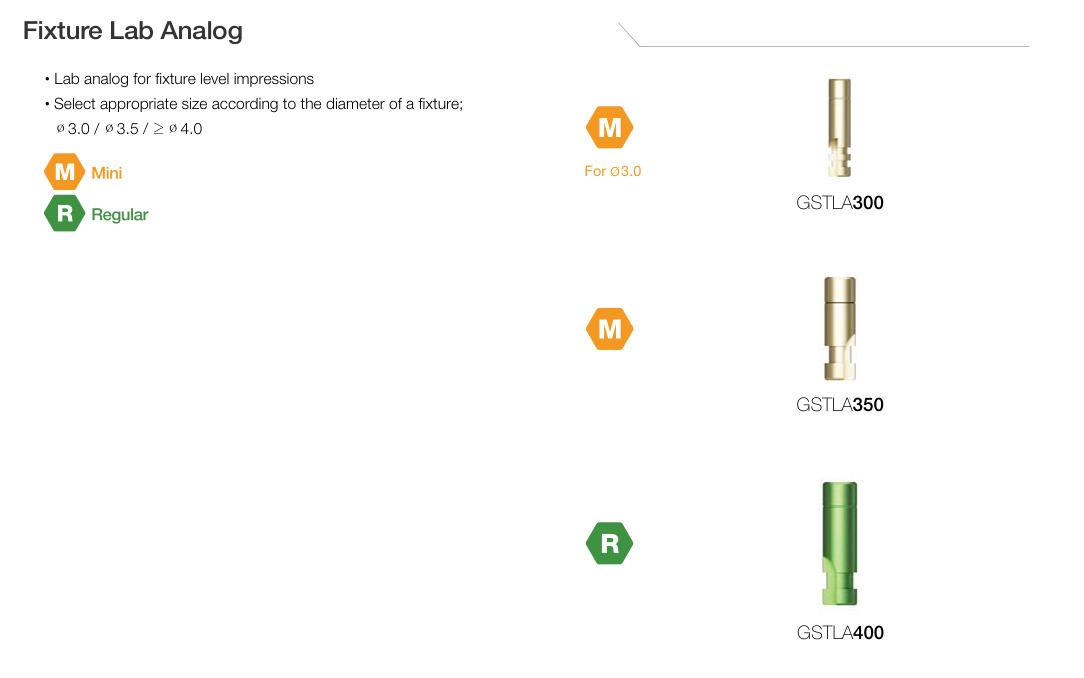 Fixture Lab Analog
• Lab analog for fixture level impressions
• Select appropriate size according to the diameter of a fixture;
ø 3.0 / ø 3.5 / ≥ ø 4.0
M Mini
R Regular
M
For Ø3.0
GSTLA300
M
GSTLA350
R
GSTLA400